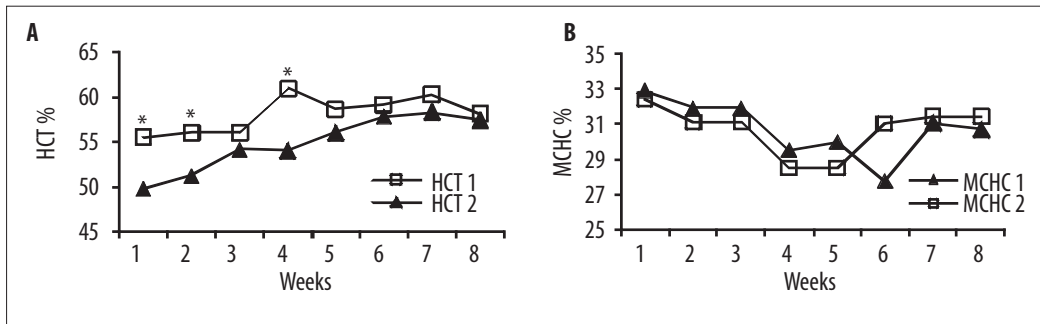 A
65
60
55
50
45
HCT %
*
*
*
HCT 1
HCT 2
1 2 3 4 5 6 7 8
Weeks
B
33
31
29
27
25
MCHC %
MCHC 1
MCHC 2
1 2 3 4 5 6 7 8
Weeks